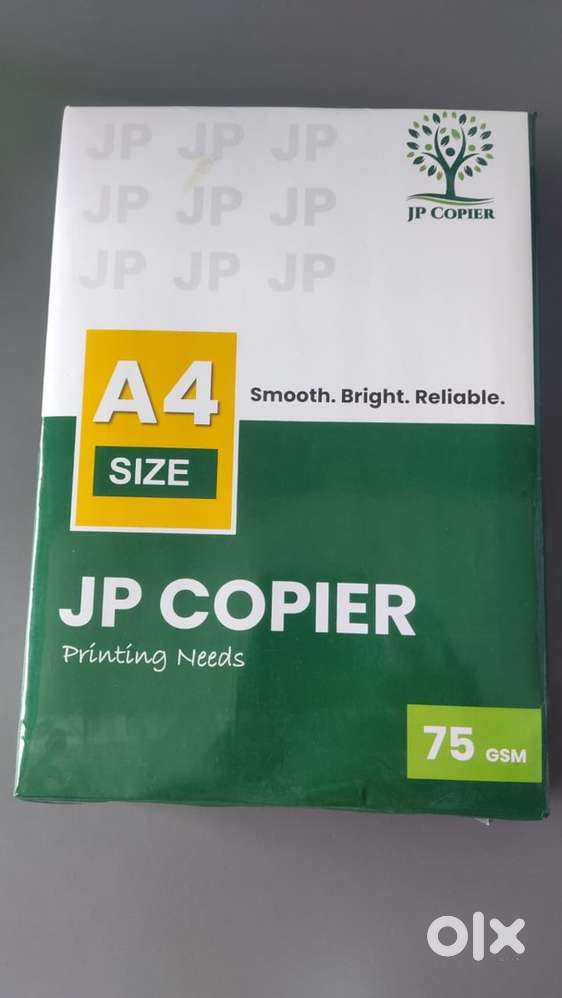 JP JP JP
JP JP JP
JP JP JP
JP COPIER
A4
SIZE
Smooth. Bright. Reliable.
JP COPIER
Printing Needs
75 GSM
olx